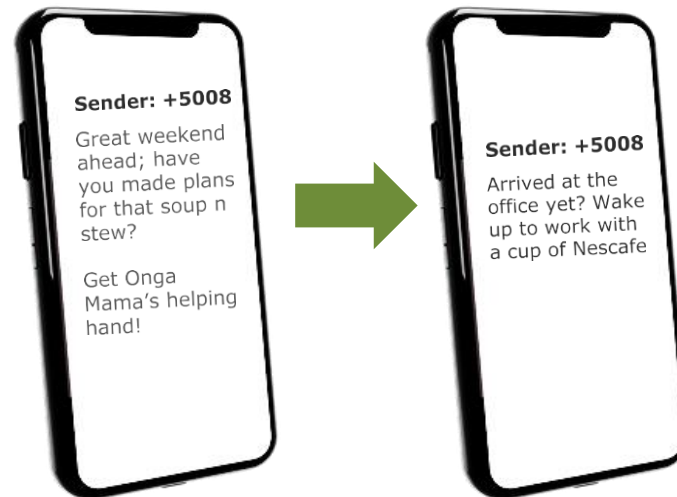 Sender: +5008
Great weekend
ahead; have
you made plans
for that soup n
stew?
Get Onga
Mama's helping
hand!
Sender: +5008
Arrived at the
office yet? Wake
up to work with
a cup of Nescafe